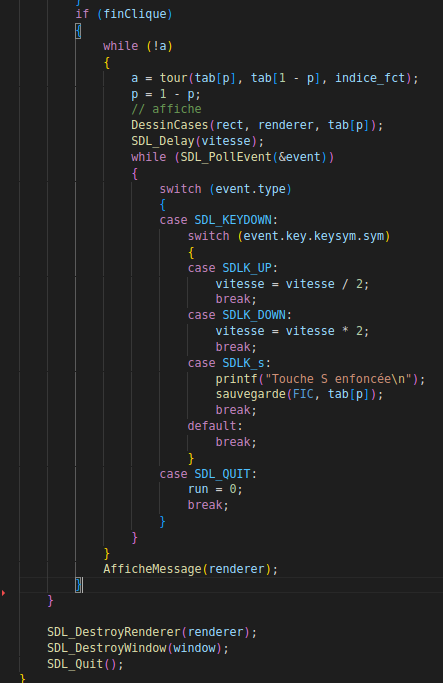 }
if (finClique)
{
while (!a)
{
a = tour(tab[p], tab[1 - p], indice_fct);
p = 1 - p;
// affiche
DessinCases(rect, renderer, tab[p]);
SDL_Delay(vitesse);
while (SDL_PollEvent(&event))
{
switch (event.type)
{
case SDL_KEYDOWN:
switch (event.key.keysym.sym)
{
case SDLK_UP:
vitesse = vitesse / 2;
break;
case SDLK_DOWN:
vitesse = vitesse * 2;
break;
case SDLK_s:
printf("Touche S enfoncée\n");
sauvegarde(FIC, tab[p]);
break;
default:
break;
}
case SDL_QUIT:
run = 0;
break;
}
}
}
AfficheMessage(renderer);
}
}
SDL_DestroyRenderer(renderer);
SDL_DestroyWindow(window);
SDL_Quit();
}